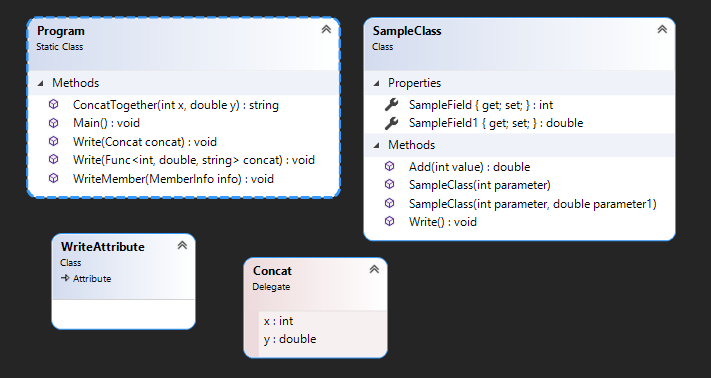 Program
Static Class
Methods
ConcatTogether(int x, double y) : string
Main() : void
Write(Concat concat) : void
Write(Func<int, double, string> concat) : void
WriteMember(MemberInfo info) : void
SampleClass
Class
Properties
SampleField { get; set; } : int
SampleField1 { get; set; } : double
Methods
Add(int value) : double
SampleClass(int parameter)
SampleClass(int parameter, double parameter1)
Write() : void
WriteAttribute
Class
Attribute
Concat
Delegate
x : int
y : double